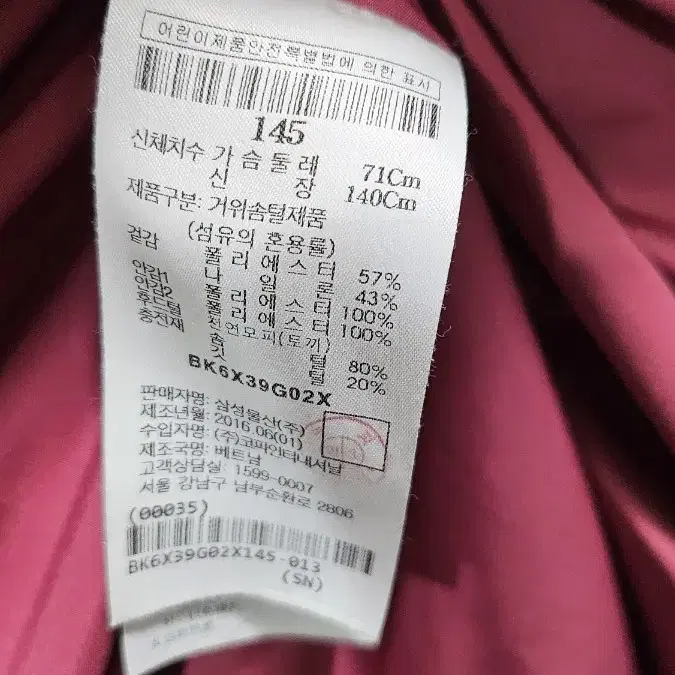 어린이제품안전특별법에 의한 표시
145
신체치수 가슴둘레 71Cm
신장 140Cm
제품구분: 거위솜털제품
(섬유의 혼용률)
겉감 폴리에스터 57%
나일론 43%
안감1 폴리에스터 100%
안감2 폴리에스터 100%
후드털 천연모피(토끼)
충전재 솜털 80%
깃털 20%
BK6X39G02X
판매자명: 삼성물산(주)
제조년월: 2016.06(01)
수입자명: (주)코파인터내셔널
제조국명: 베트남
고객상담실: 1599-0007
서울 강남구 남부순환로 2806
(00035)
BK6X39G02X145-013
(SN)